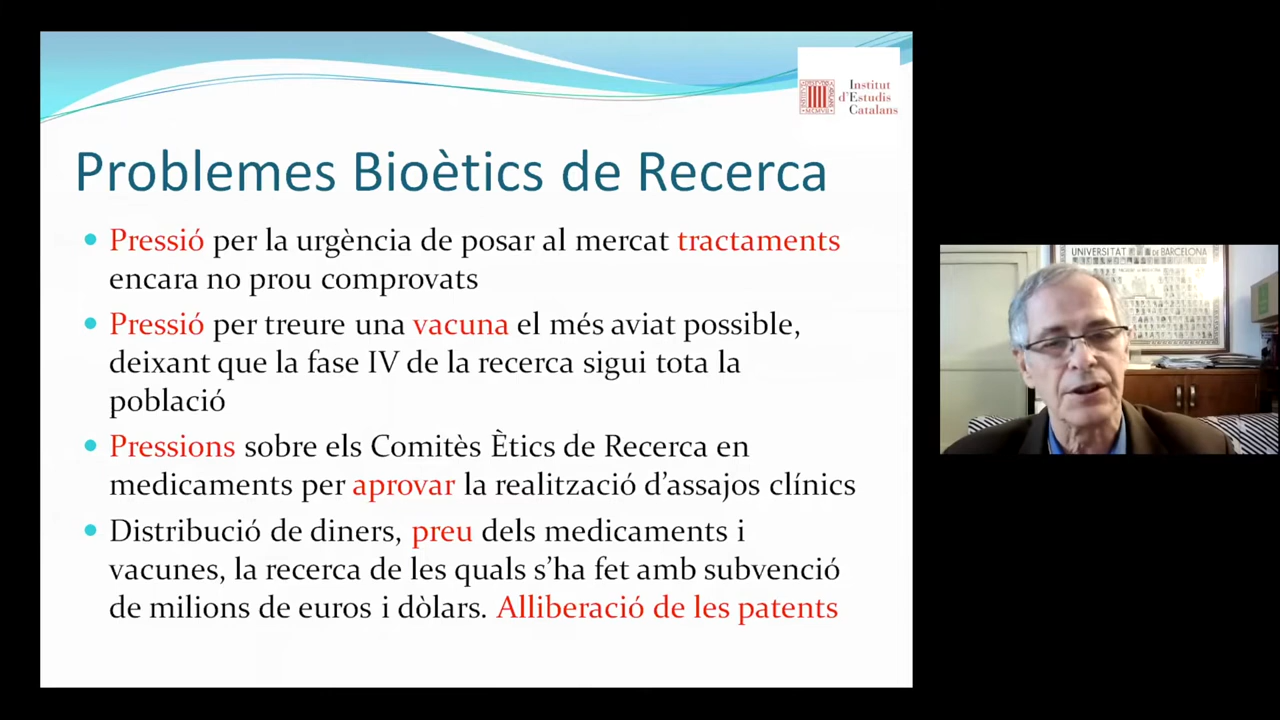 Institut
d'Estudis
Catalans
Problemes Bioètics de Recerca
Pressió per la urgència de posar al mercat tractaments
encara no prou comprovats
Pressió per treure una vacuna el més aviat possible,
deixant que la fase IV de la recerca sigui tota la
població
Pressions sobre els Comitès Ètics de Recerca en
medicaments per aprovar la realització d’assajos clínics
Distribució de diners, preu dels medicaments i
vacunes, la recerca de les quals s’ha fet amb subvenció
de milions de euros i dòlars. Alliberació de les patents
UNIVERSITAT DE BARCELONA